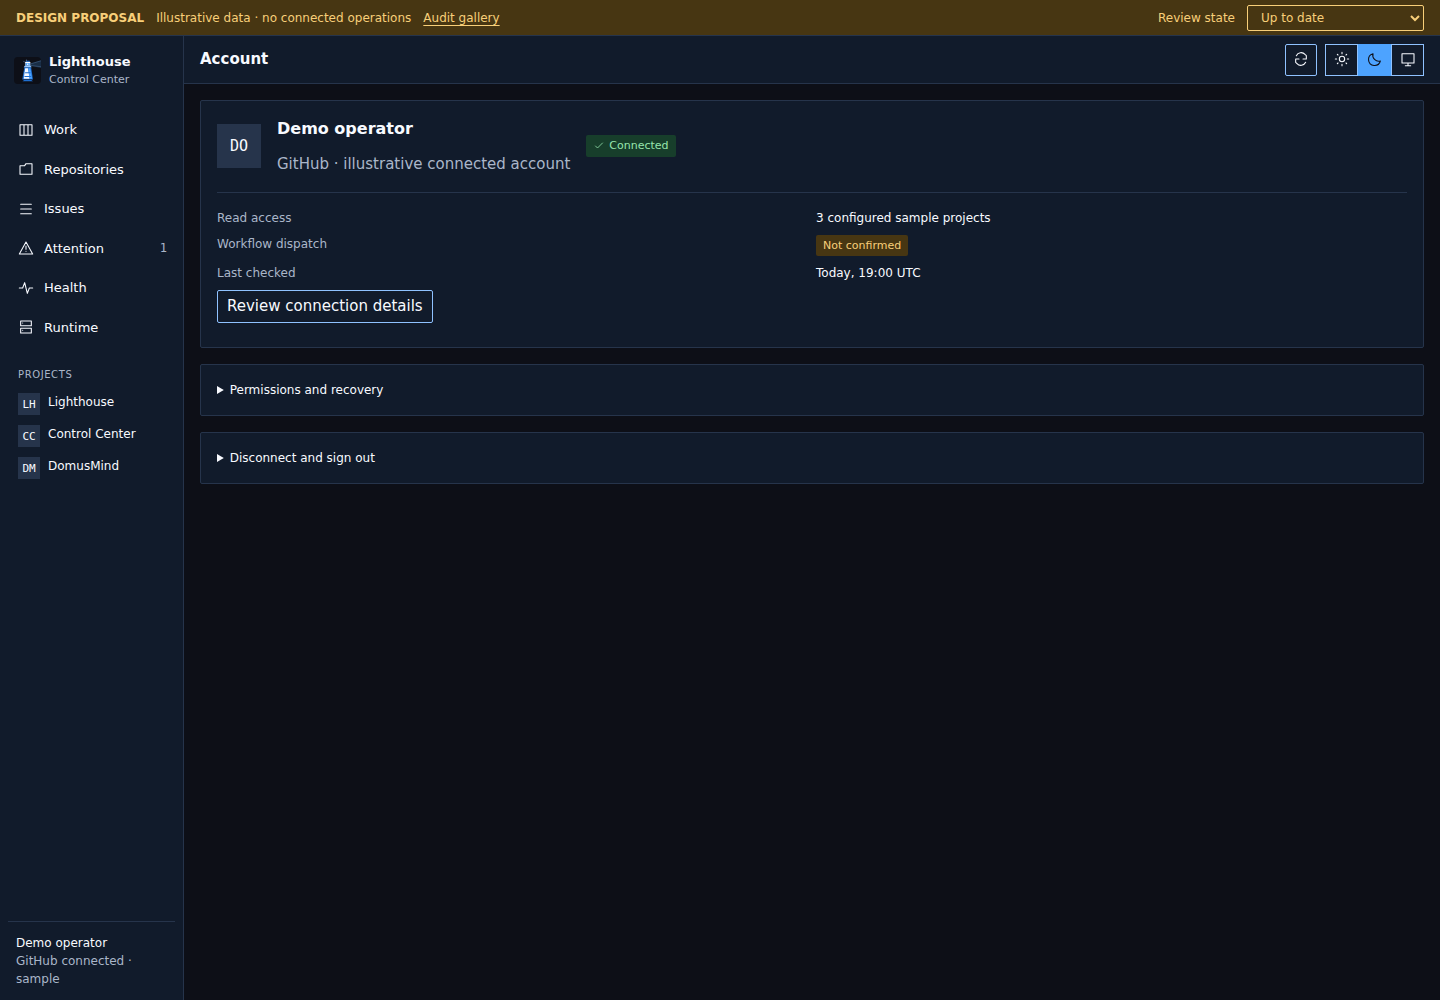 DESIGN PROPOSAL Illustrative data · no connected operations Audit gallery Review state Up to date
Lighthouse
Control Center
Account
Work
Repositories
Issues
Attention 1
Health
Runtime
PROJECTS
LH Lighthouse
CC Control Center
DM DomusMind
Demo operator
GitHub connected ·
sample
DO
Demo operator
GitHub · illustrative connected account
Connected
Read access 3 configured sample projects
Workflow dispatch Not confirmed
Last checked Today, 19:00 UTC
Review connection details
Permissions and recovery
Disconnect and sign out